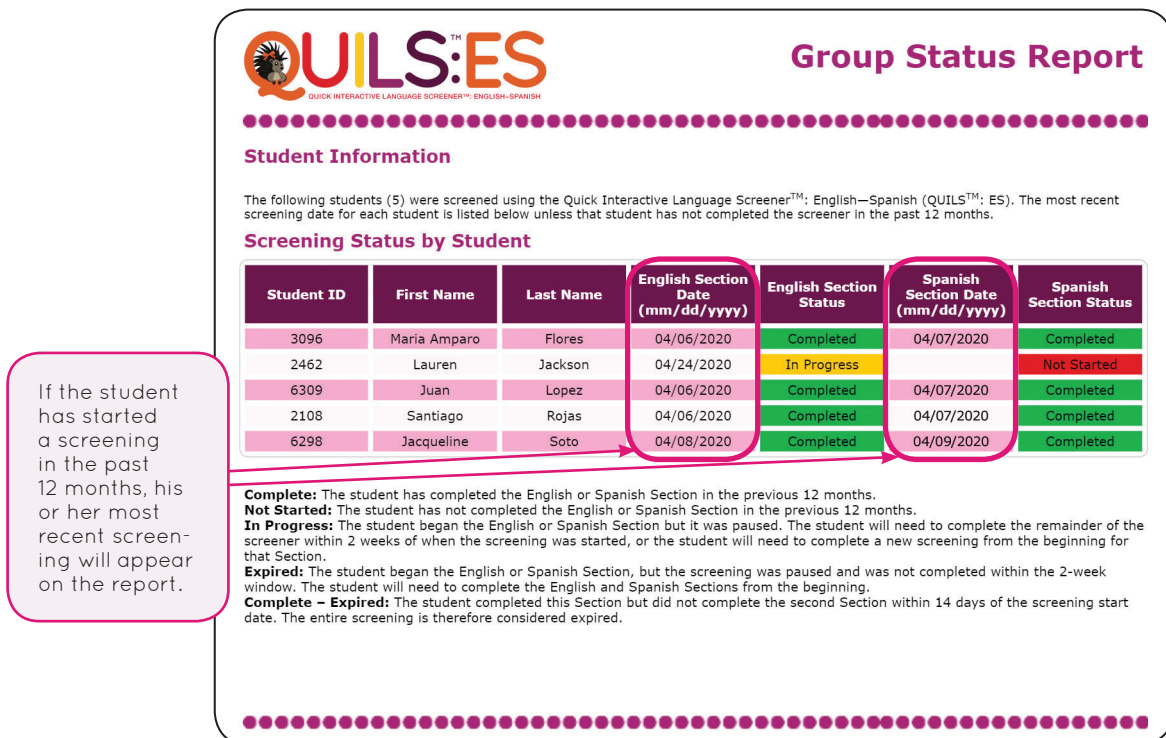 QUILS:ES™
QUICK INTERACTIVE LANGUAGE SCREENER™: ENGLISH–SPANISH
Group Status Report
Student Information
The following students (5) were screened using the Quick Interactive Language Screener™: English—Spanish (QUILS™: ES). The most recent
screening date for each student is listed below unless that student has not completed the screener in the past 12 months.
Screening Status by Student
Student ID First Name Last Name English Section Date (mm/dd/yyyy) English Section Status Spanish Section Date (mm/dd/yyyy) Spanish Section Status
3096 Maria Amparo Flores 04/06/2020 Completed 04/07/2020 Completed
2462 Lauren Jackson 04/24/2020 In Progress Not Started
6309 Juan Lopez 04/06/2020 Completed 04/07/2020 Completed
2108 Santiago Rojas 04/06/2020 Completed 04/07/2020 Completed
6298 Jacqueline Soto 04/08/2020 Completed 04/09/2020 Completed
If the student
has started
a screening
in the past
12 months, his
or her most
recent screen-
ing will appear
on the report.
Complete: The student has completed the English or Spanish Section in the previous 12 months.
Not Started: The student has not completed the English or Spanish Section in the previous 12 months.
In Progress: The student began the English or Spanish Section but it was paused. The student will need to complete the remainder of the
screener within 2 weeks of when the screening was started, or the student will need to complete a new screening from the beginning for
that Section.
Expired: The student began the English or Spanish Section, but the screening was paused and was not completed within the 2-week
window. The student will need to complete the English and Spanish Sections from the beginning.
Complete – Expired: The student completed this Section but did not complete the second Section within 14 days of the screening start
date. The entire screening is therefore considered expired.